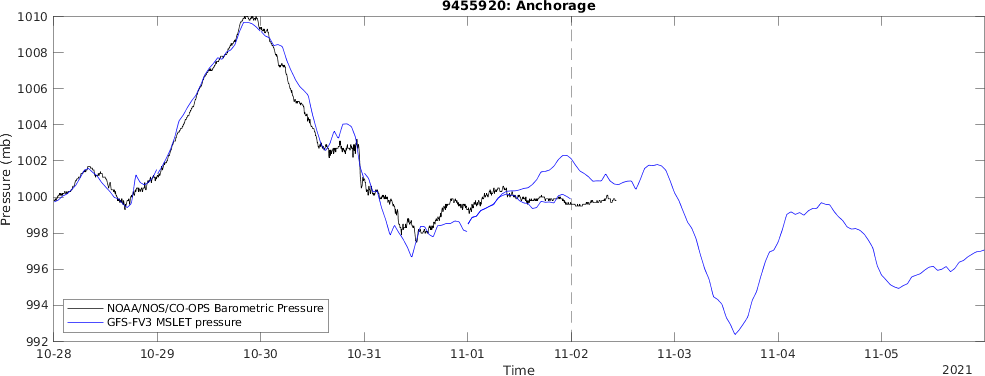 9455920: Anchorage
1010
1008
1006
1004
1002
1000
998
996
994
992
Pressure (mb)
NOAA/NOS/CO-OPS Barometric Pressure
GFS-FV3 MSLET pressure
10-28 10-29 10-30 10-31 11-01 11-02 11-03 11-04 11-05
Time
2021